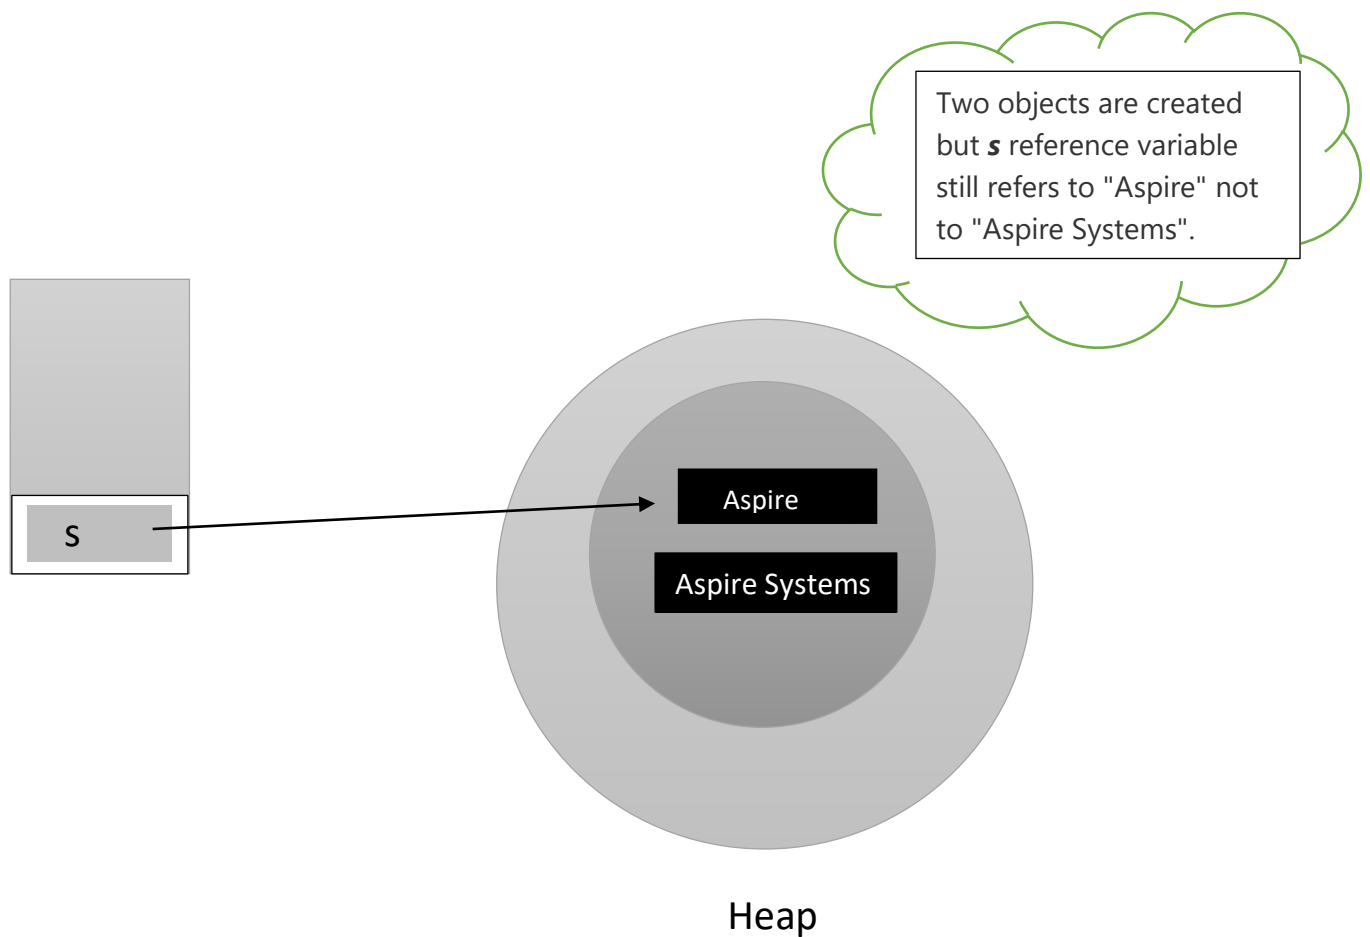 Two objects are created
but s reference variable
still refers to "Aspire" not
to "Aspire Systems".
Aspire
s
Aspire Systems
Heap